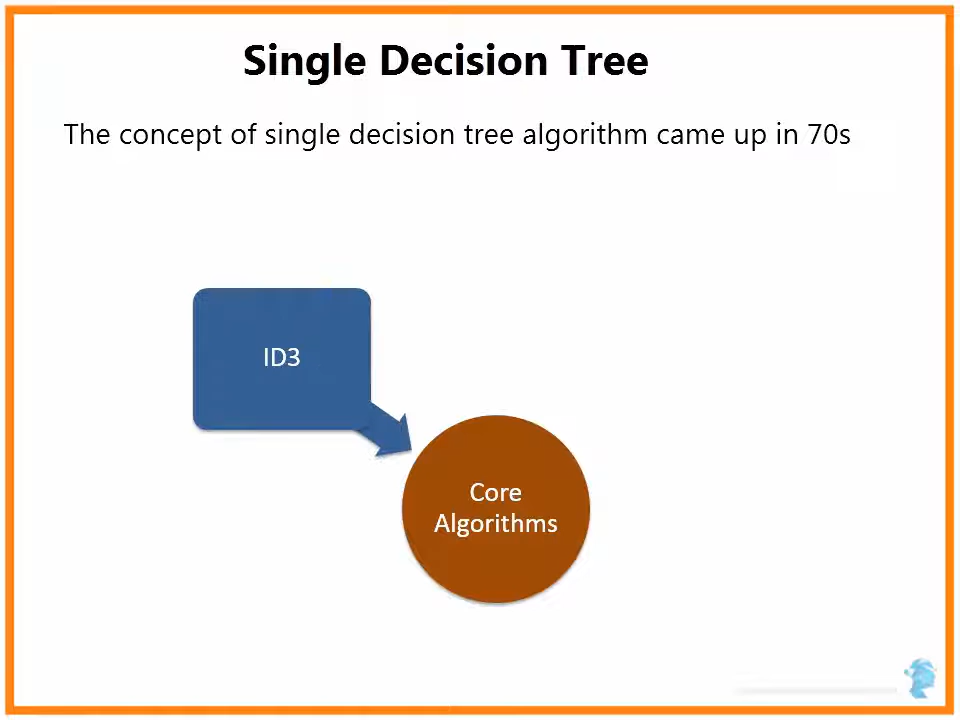 Single Decision Tree
The concept of single decision tree algorithm came up in 70s
ID3
Core
Algorithms